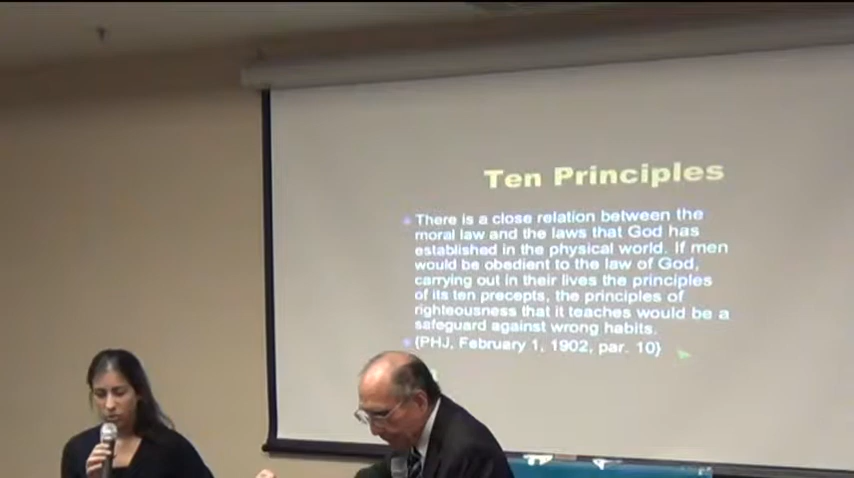 Ten Principles
There is a close relation between the
moral law and the laws that God has
established in the physical world. If men
would be obedient to the law of God,
carrying out in their lives the principles
of its ten precepts, the principles of
righteousness that it teaches would be a
safeguard against wrong habits.
{PHJ, February 1, 1902, par. 10}